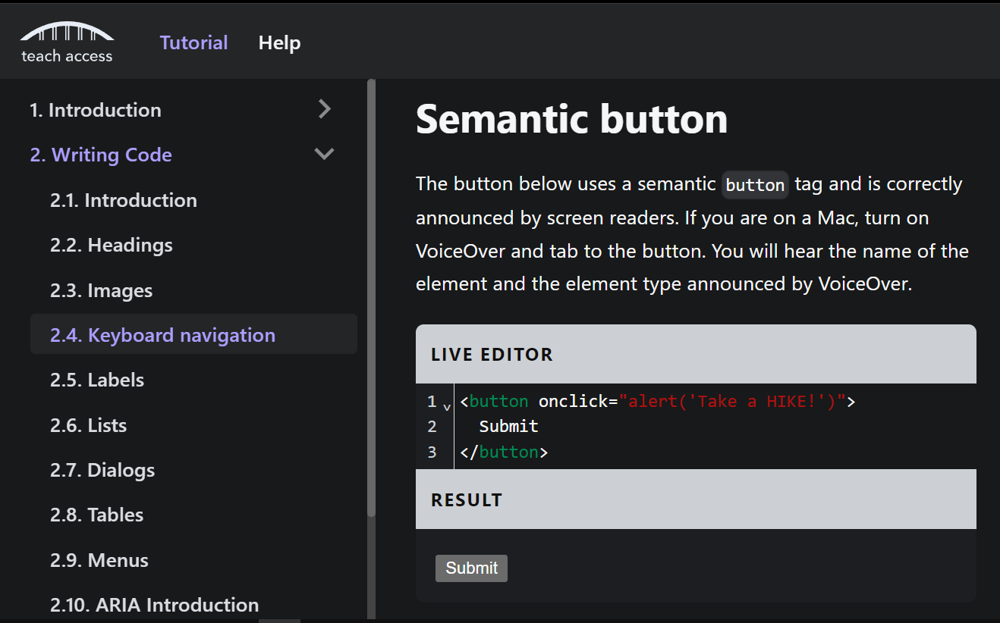 teach access
Tutorial
Help
1. Introduction
2. Writing Code
2.1. Introduction
2.2. Headings
2.3. Images
2.4. Keyboard navigation
2.5. Labels
2.6. Lists
2.7. Dialogs
2.8. Tables
2.9. Menus
2.10. ARIA Introduction
Semantic button
The button below uses a semantic button tag and is correctly
announced by screen readers. If you are on a Mac, turn on
VoiceOver and tab to the button. You will hear the name of the
element and the element type announced by VoiceOver.
LIVE EDITOR
1 <button onclick="alert('Take a HIKE!')">
2 Submit
3 </button>
RESULT
Submit